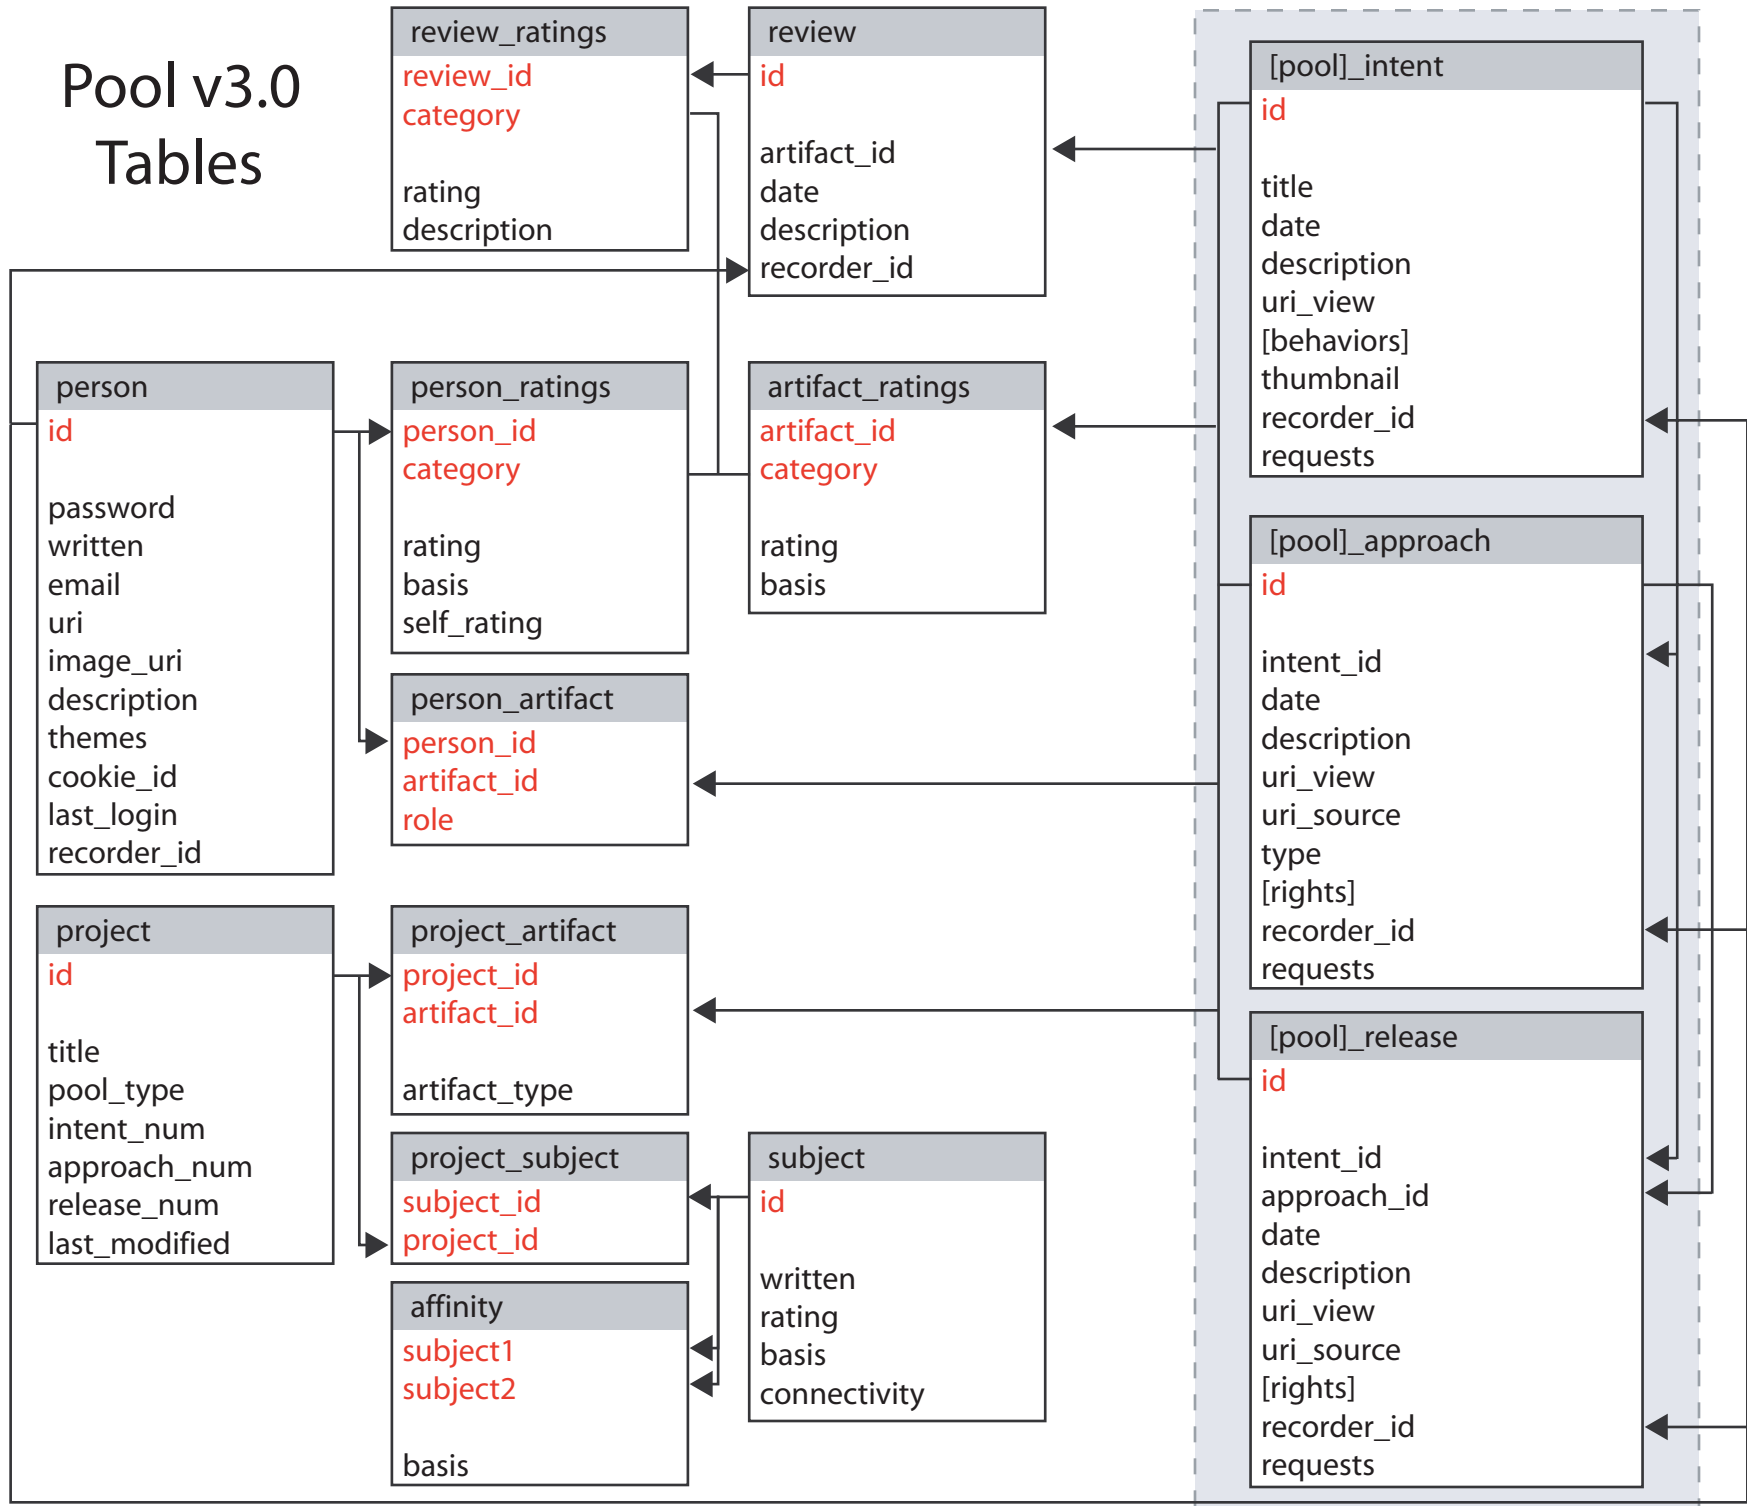 Pool v3.0
Tables
review_ratings
review_id
category
rating
description
review
id
artifact_id
date
description
recorder_id
[pool]_intent
id
title
date
description
uri_view
[behaviors]
thumbnail
recorder_id
requests
person
id
password
written
email
uri
image_uri
description
themes
cookie_id
last_login
recorder_id
person_ratings
person_id
category
rating
basis
self_rating
artifact_ratings
artifact_id
category
rating
basis
person_artifact
person_id
artifact_id
role
[pool]_approach
id
intent_id
date
description
uri_view
uri_source
type
[rights]
recorder_id
requests
project
id
title
pool_type
intent_num
approach_num
release_num
last_modified
project_artifact
project_id
artifact_id
artifact_type
project_subject
subject_id
project_id
subject
id
written
rating
basis
connectivity
affinity
subject1
subject2
basis
[pool]_release
id
intent_id
approach_id
date
description
uri_view
uri_source
[rights]
recorder_id
requests